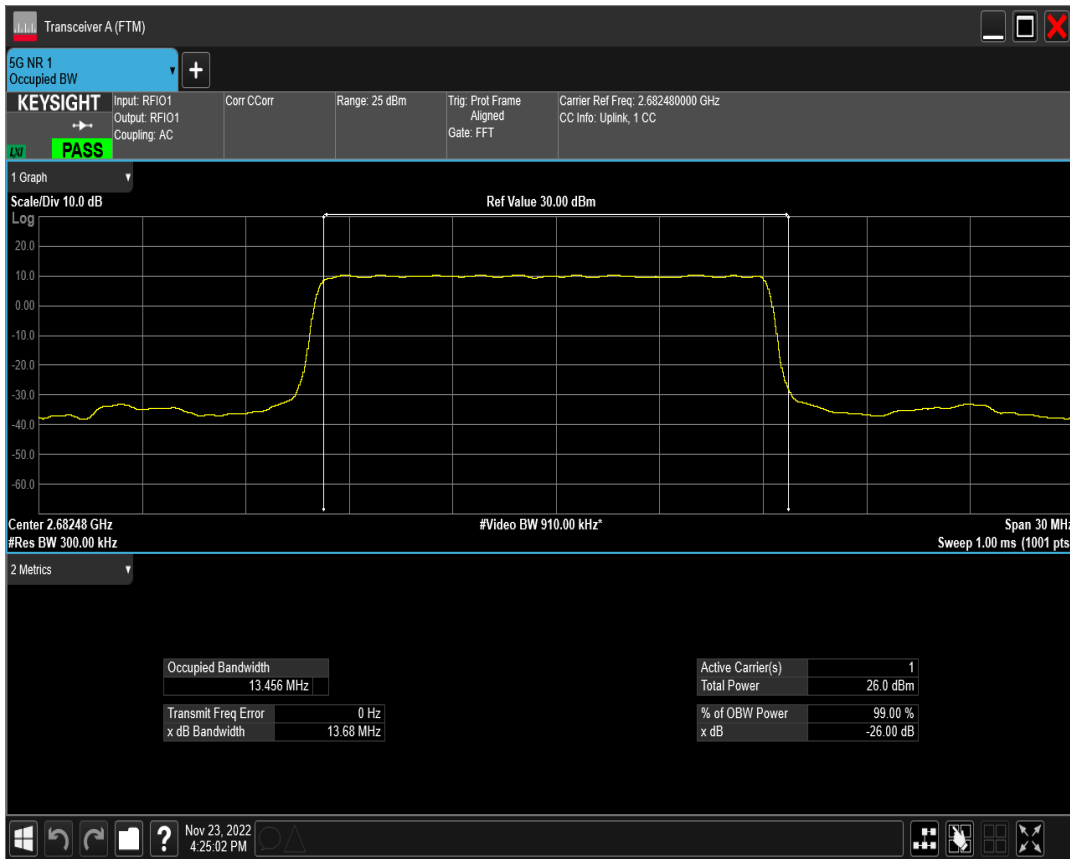 Transceiver A (FTM)
5G NR 1
Occupied BW
+
KEYSIGHT
LXI
PASS
Input: RFIO1
Output: RFIO1
Coupling: AC
Corr CCorr
Range: 25 dBm
Trig: Prot Frame
Aligned
Gate: FFT
Carrier Ref Freq: 2.682480000 GHz
CC Info: Uplink, 1 CC
1 Graph
Scale/Div 10.0 dB
Ref Value 30.00 dBm
Log
20.0
10.0
0.00
-10.0
-20.0
-30.0
-40.0
-50.0
-60.0
Center 2.68248 GHz
#Video BW 910.00 kHz*
Span 30 MHz
#Res BW 300.00 kHz
Sweep 1.00 ms (1001 pts
2 Metrics
Occupied Bandwidth
13.456 MHz
Transmit Freq Error 0 Hz
x dB Bandwidth 13.68 MHz
Active Carrier(s) 1
Total Power 26.0 dBm
% of OBW Power 99.00 %
x dB -26.00 dB
?
Nov 23, 2022
4:25:02 PM